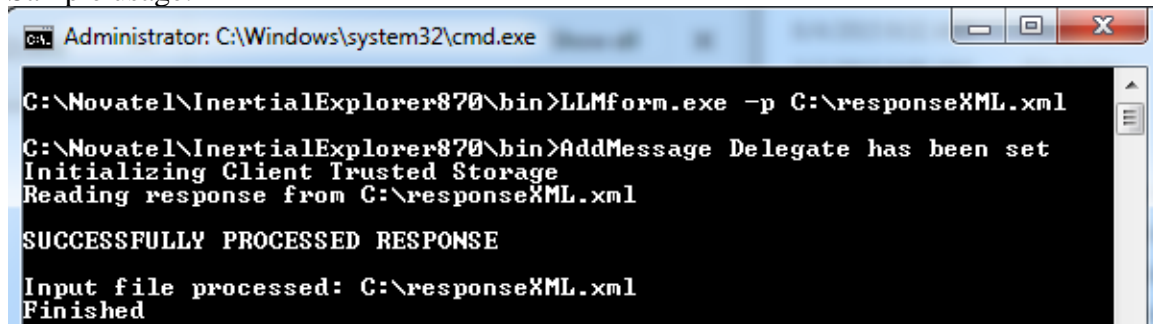 Administrator: C:\Windows\system32\cmd.exe
C:\Novatel\InertialExplorer870\bin>LLMform.exe -p C:\responseXML.xml
C:\Novatel\InertialExplorer870\bin>AddMessage Delegate has been set
Initializing Client Trusted Storage
Reading response from C:\responseXML.xml
SUCCESSFULLY PROCESSED RESPONSE
Input file processed: C:\responseXML.xml
Finished